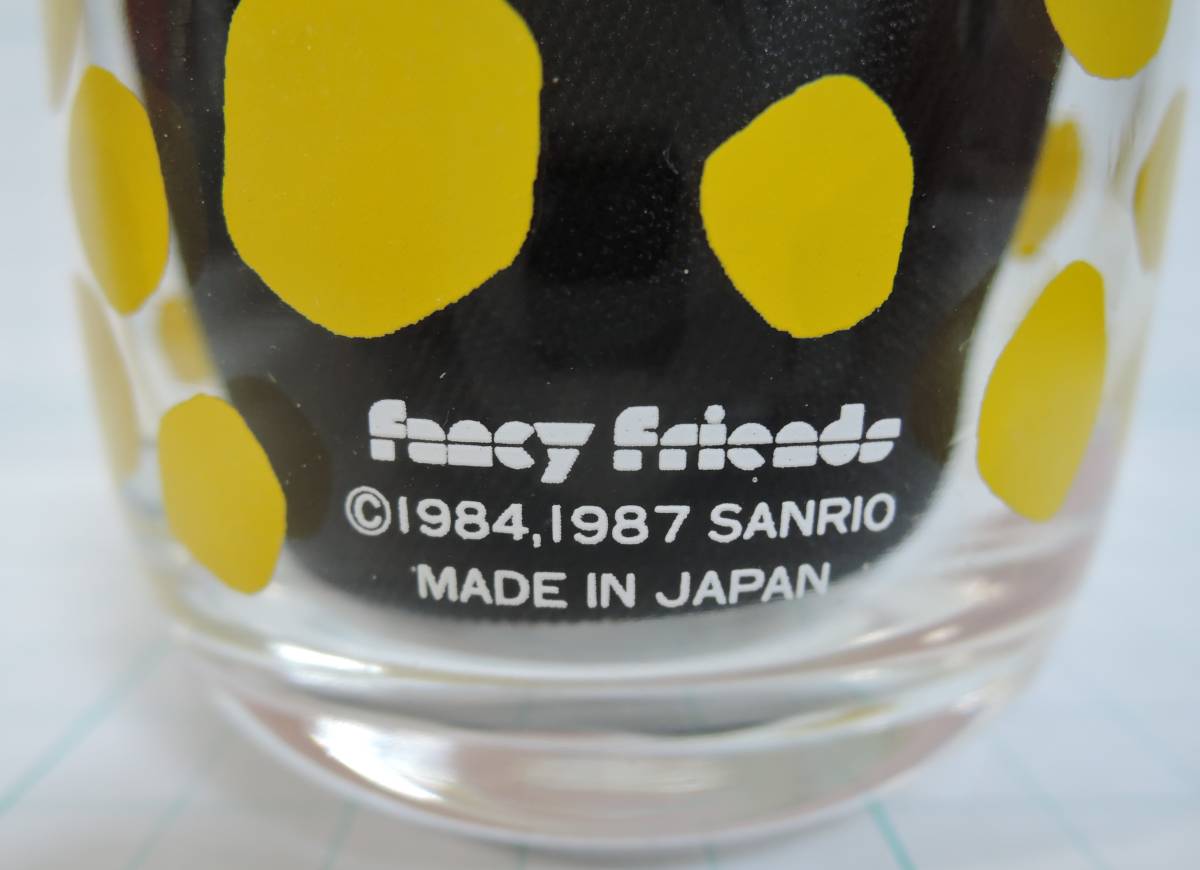 Fancy Friends
©1984,1987 SANRIO
MADE IN JAPAN